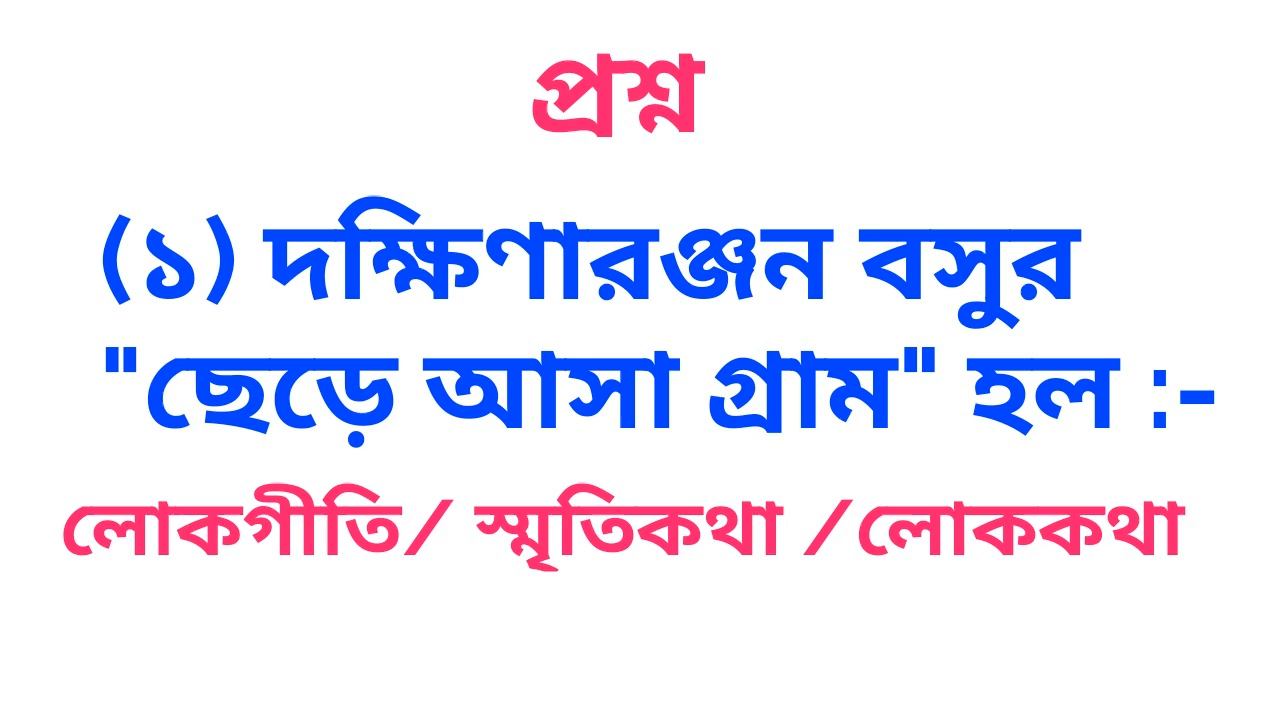 প্রশ্ন
(১) দক্ষিণারঞ্জন বসুর
"ছেড়ে আসা গ্রাম" হল :-
লোকগীতি/ স্মৃতিকথা /লোককথা